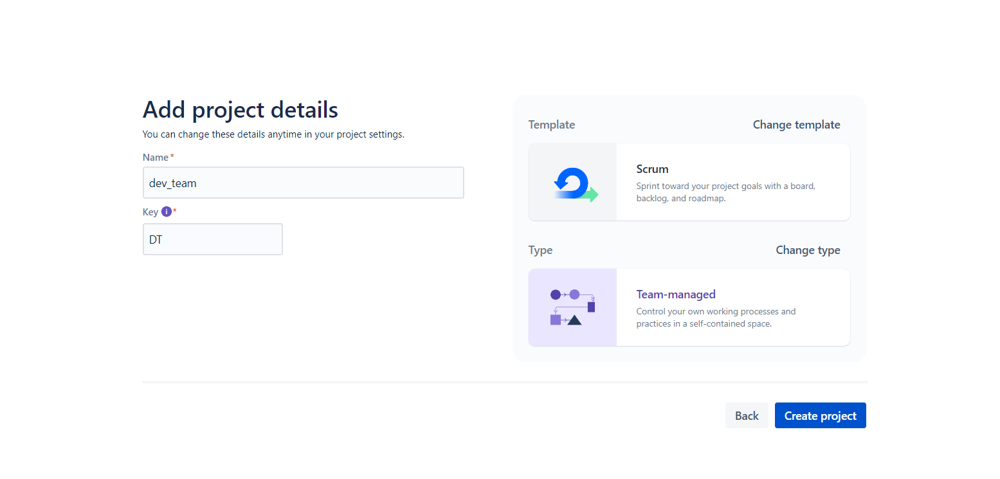 Add project details
You can change these details anytime in your project settings.
Name *
dev_team
Key i *
DT
Template
Change template
Scrum
Sprint toward your project goals with a board,
backlog, and roadmap.
Type
Change type
Team-managed
Control your own working processes and
practices in a self-contained space.
Back
Create project